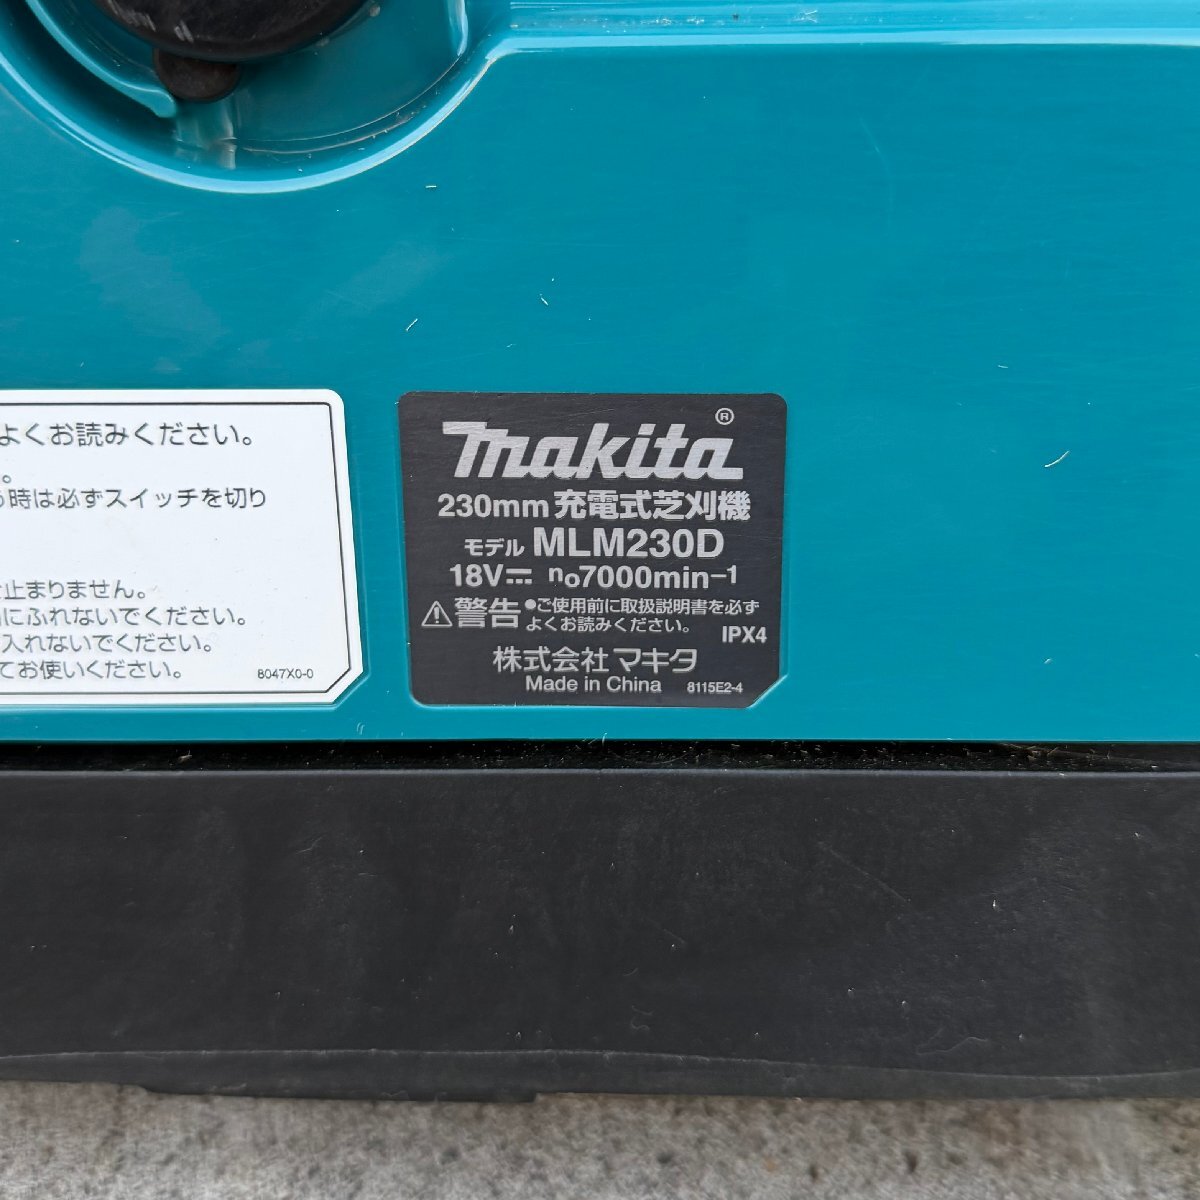 よくお読みください。
。
時は必ずスイッチを切り
止まりません。
にふれないでください。
入れないでください。
てお使いください。
8047X0-0
makita®
230mm 充電式芝刈機
モデル MLM230D
18V⎓ n₀7000min⁻¹
⚠警告 ●ご使用前に取扱説明書を必ず
よくお読みください。
IPX4
株式会社 マキタ
Made in China 8115E2-4